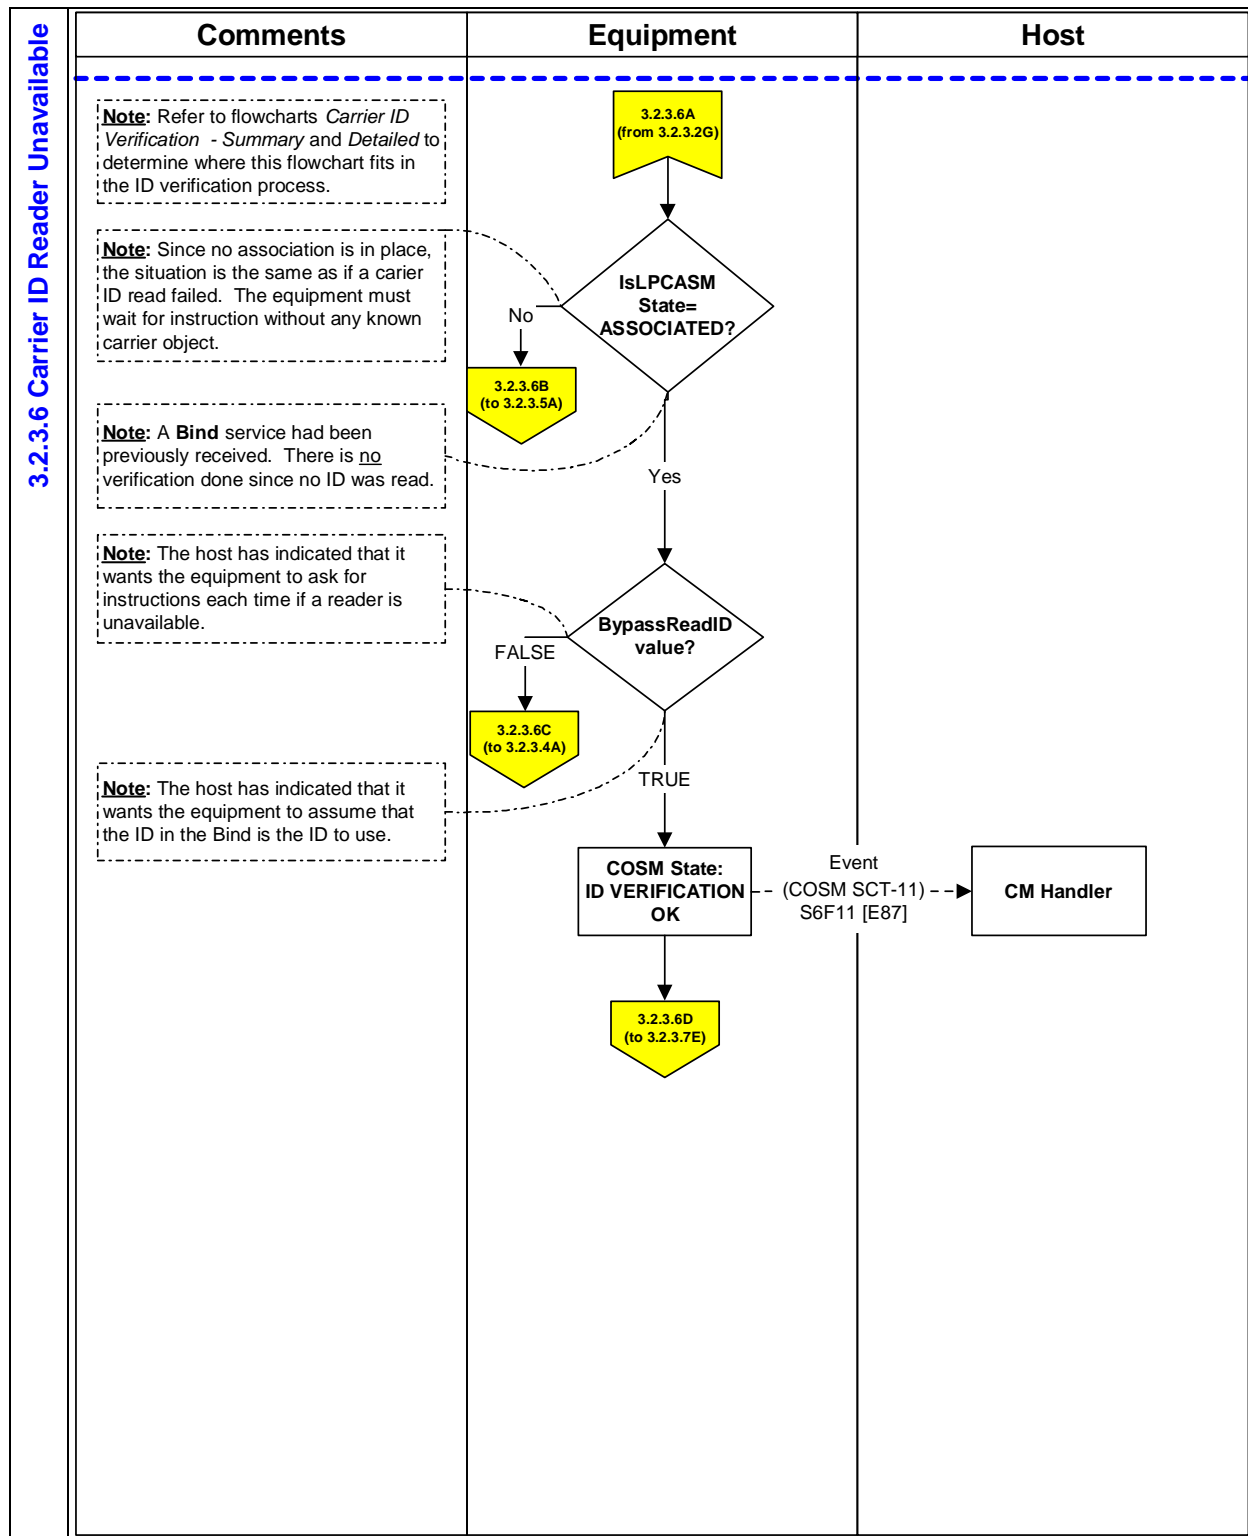 3.2.3.6 Carrier ID Reader Unavailable
Comments
Equipment
Host
Note: Refer to flowcharts Carrier ID
Verification - Summary and Detailed to
determine where this flowchart fits in
the ID verification process.
3.2.3.6A
(from 3.2.3.2G)
Note: Since no association is in place,
the situation is the same as if a carier
ID read failed. The equipment must
wait for instruction without any known
carrier object.
IsLPCASM
State=
ASSOCIATED?
No
3.2.3.6B
(to 3.2.3.5A)
Note: A Bind service had been
previously received. There is no
verification done since no ID was read.
Yes
Note: The host has indicated that it
wants the equipment to ask for
instructions each time if a reader is
unavailable.
BypassReadID
value?
FALSE
3.2.3.6C
(to 3.2.3.4A)
TRUE
Note: The host has indicated that it
wants the equipment to assume that
the ID in the Bind is the ID to use.
COSM State:
ID VERIFICATION
OK
Event
(COSM SCT-11)
S6F11 [E87]
CM Handler
3.2.3.6D
(to 3.2.3.7E)